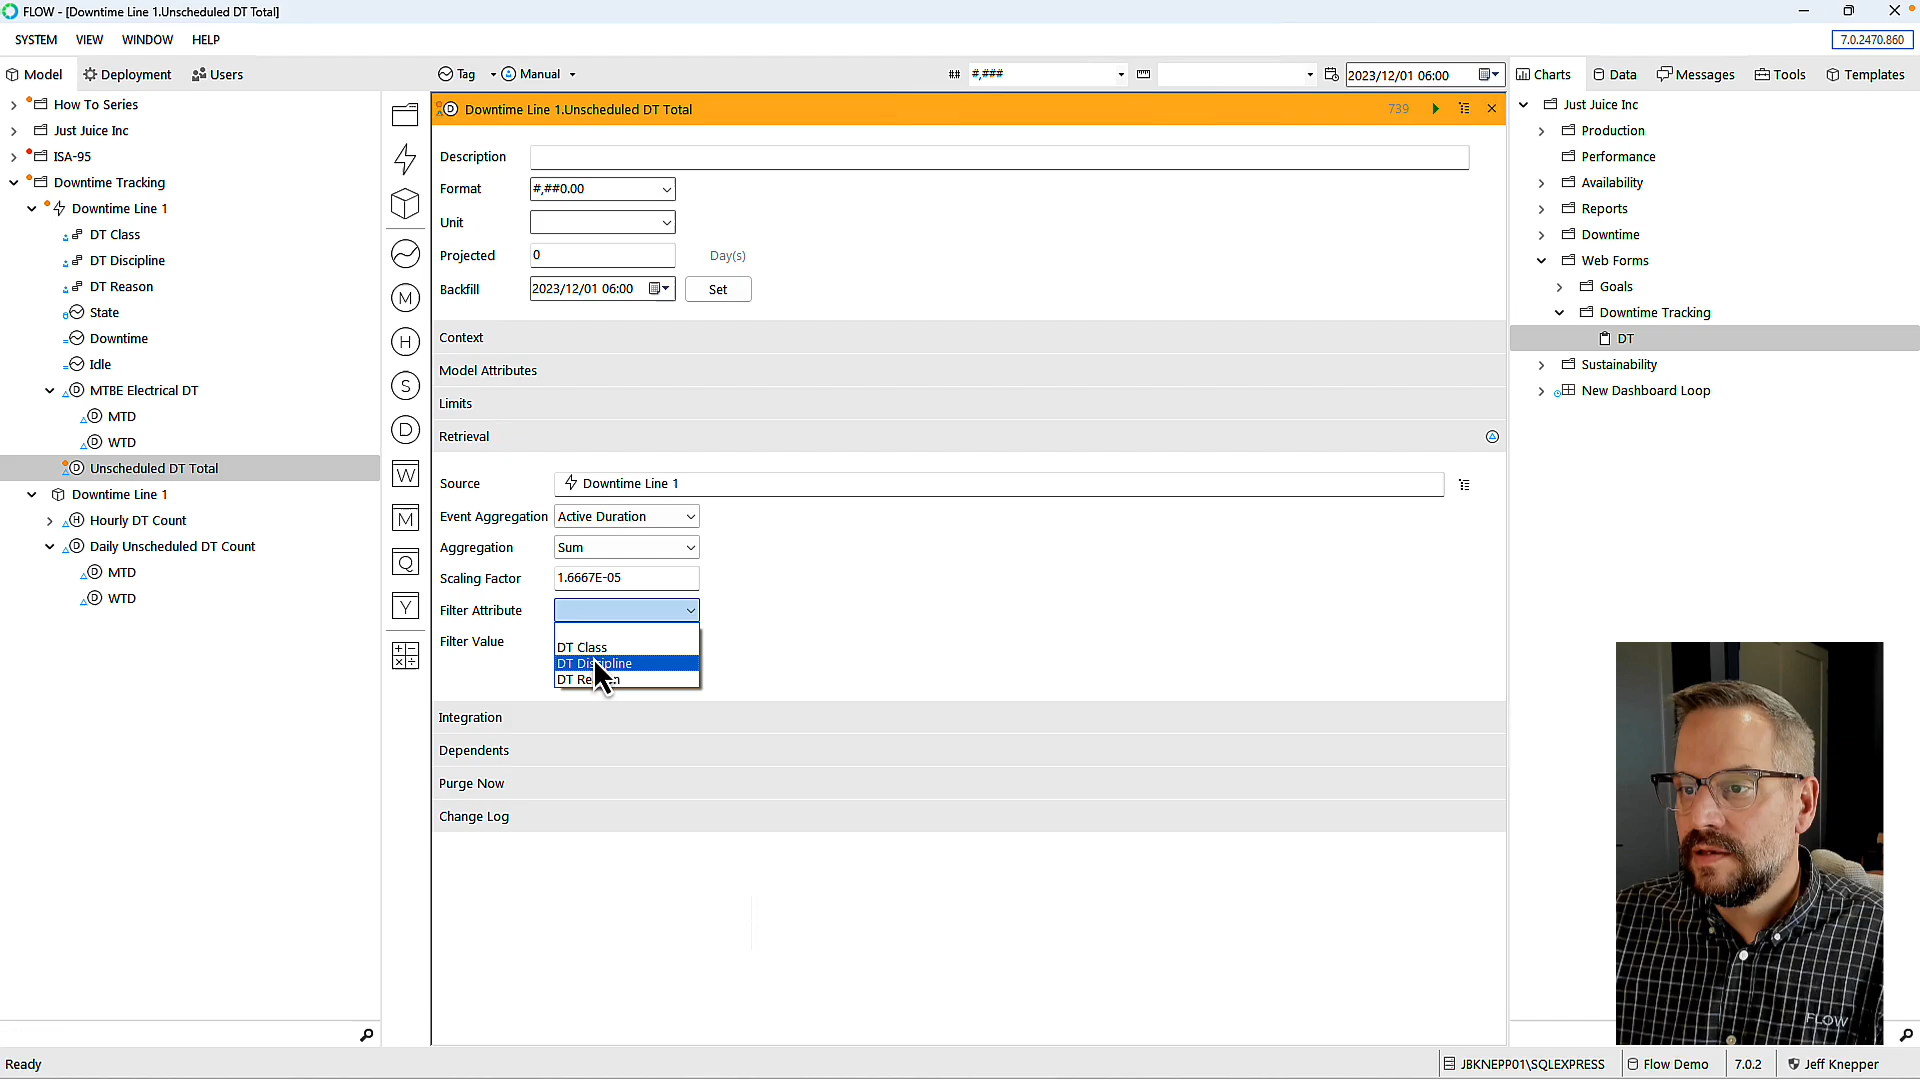 FLOW - [Downtime Line 1.Unscheduled DT Total]
SYSTEM VIEW WINDOW HELP
7.0.2470.860
Model Deployment Users
Tag Manual
#,###
2023/12/01 06:00
Charts Data Messages Tools Templates
How To Series
Just Juice Inc
ISA-95
Downtime Tracking
Downtime Line 1
DT Class
DT Discipline
DT Reason
State
Downtime
Idle
MTBE Electrical DT
MTD
WTD
Unscheduled DT Total
Downtime Line 1
Hourly DT Count
Daily Unscheduled DT Count
MTD
WTD
M
H
S
D
W
M
Q
Y
Downtime Line 1.Unscheduled DT Total
739
Description
Format #,##0.00
Unit
Projected 0 Day(s)
Backfill 2023/12/01 06:00 Set
Context
Model Attributes
Limits
Retrieval
Source Downtime Line 1
Event Aggregation Active Duration
Aggregation Sum
Scaling Factor 1.6667E-05
Filter Attribute
Filter Value
DT Class
DT Discipline
DT Reason
Integration
Dependents
Purge Now
Change Log
Just Juice Inc
Production
Performance
Availability
Reports
Downtime
Web Forms
Goals
Downtime Tracking
DT
Sustainability
New Dashboard Loop
FLOW
Ready
JBKNEPP01\SQLEXPRESS Flow Demo 7.0.2 Jeff Knepper